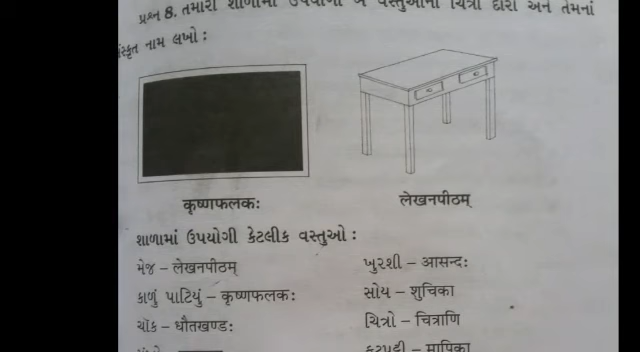 પ્રશ્ન 8. તમારી શાળામાં ઉપયોગી બે વસ્તુઓનાં ચિત્રો દોરો અને તેમનાં
સંસ્કૃત નામ લખો :
कृष्णफलकः लेखनपीठम्
શાળામાં ઉપયોગી કેટલીક વસ્તુઓ :
મેજ – लेखनपीठम् ખુરશી – आसन्दः
કાળું પાટિયું – कृष्णफलकः સોય – शुचिका
ચૉક – धौतखण्डः ચિત્રો – चित्राणि
ફૂટપટ્ટી – मापिका